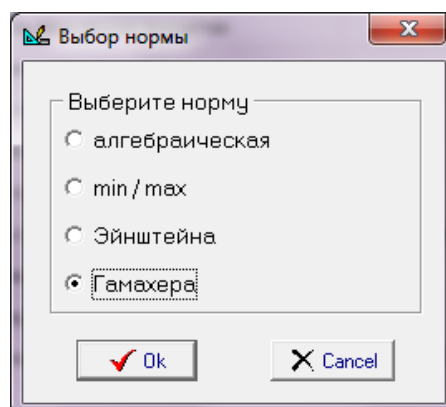 Выбор нормы
Выберите норму
алгебраическая
min / max
Эйнштейна
Гамахера
Ok
Cancel